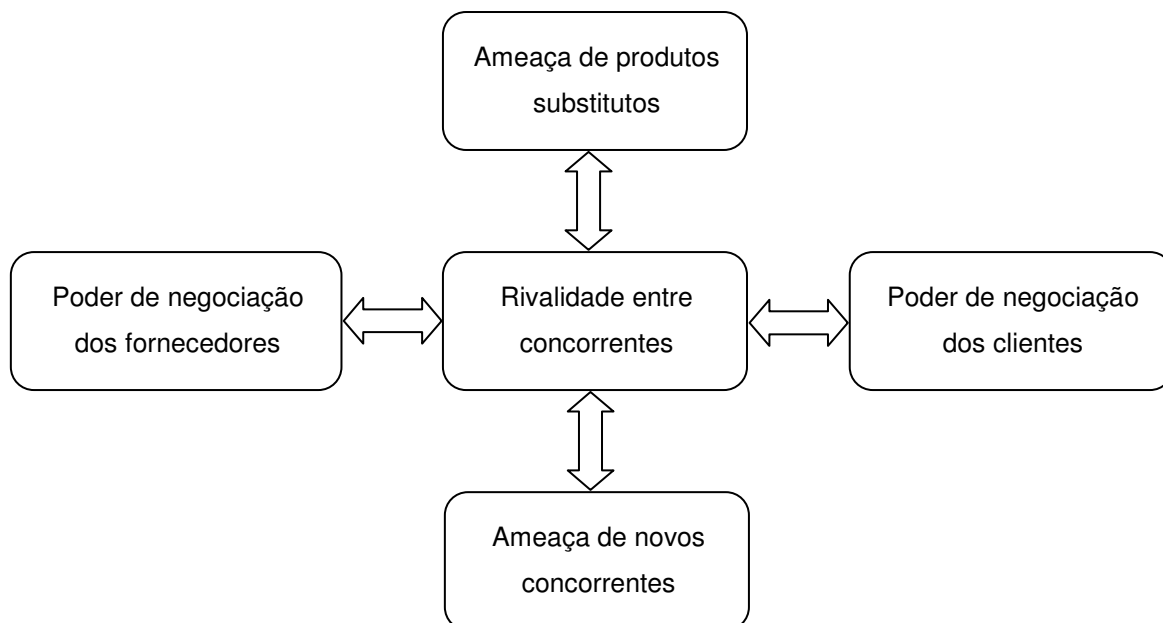 Ameaça de produtos
substitutos
Poder de negociação
dos fornecedores
Rivalidade entre
concorrentes
Poder de negociação
dos clientes
Ameaça de novos
concorrentes